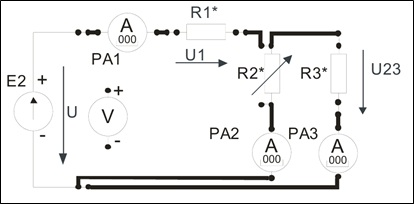 A
000
R1*
PA1
U1
R2*
R3*
U23
E2
+
-
U
+
V
-
PA2
PA3
A
000
A
000